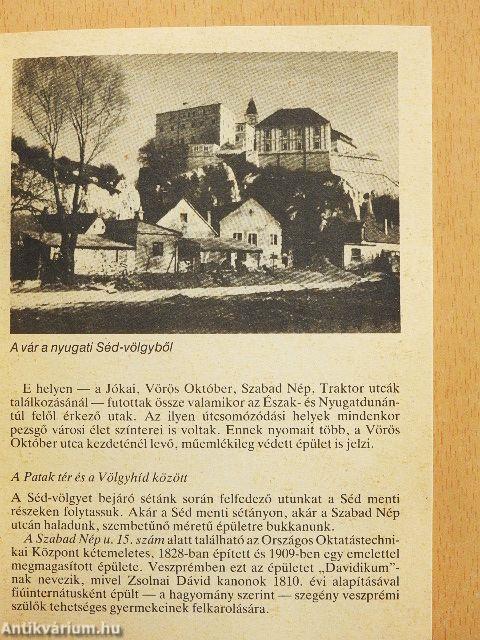 A vár a nyugati Séd-völgyből
E helyen — a Jókai, Vörös Október, Szabad Nép, Traktor utcák
találkozásánál — futottak össze valamikor az Észak- és Nyugatdunán-
túl felől érkező utak. Az ilyen útcsomózódási helyek mindenkor
pezsgő városi élet színterei is voltak. Ennek nyomait több, a Vörös
Október utca kezdeténél levő, műemlékileg védett épület is jelzi.
A Patak tér és a Völgyhíd között
A Séd-völgyet bejáró sétánk során felfedező utunkat a Séd menti
részeken folytassuk. Akár a Séd menti sétányon, akár a Szabad Nép
utcán haladunk, szembetűnő méretű épületre bukkanunk.
A Szabad Nép u. 15. szám alatt található az Országos Oktatástechni-
kai Központ kétemeletes, 1828-ban épített és 1909-ben egy emelettel
megmagasított épülete. Veszprémben ezt az épületet „Davidikum"-
nak nevezik, mivel Zsolnai Dávid kanonok 1810. évi alapításával
fiúinternátusként épült — a hagyomány szerint — szegény veszprémi
szülők tehetséges gyermekeinek felkarolására.
© Antikvárium.hu